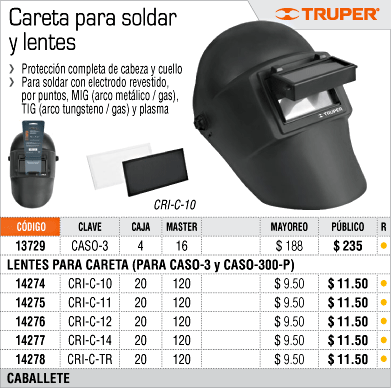 Careta para soldar
y lentes
TRUPER®
› Protección completa de cabeza y cuello
› Para soldar con electrodo revestido,
por puntos, MIG (arco metálico / gas),
TIG (arco tungsteno / gas) y plasma
TRUPER
CRI-C-10
CÓDIGO CLAVE CAJA MASTER MAYOREO PÚBLICO R
13729 CASO-3 4 16 $ 188 $ 235
LENTES PARA CARETA (PARA CASO-3 y CASO-300-P)
14274 CRI-C-10 20 120 $ 9.50 $ 11.50
14275 CRI-C-11 20 120 $ 9.50 $ 11.50
14276 CRI-C-12 20 120 $ 9.50 $ 11.50
14277 CRI-C-14 20 120 $ 9.50 $ 11.50
14278 CRI-C-TR 20 120 $ 9.50 $ 11.50
CABALLETE